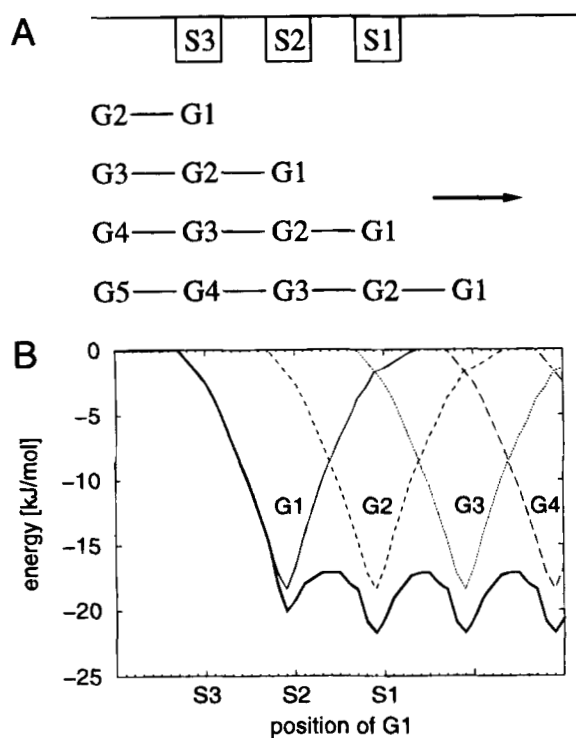 A
S3 S2 S1
G2 — G1
G3 — G2 — G1
G4 — G3 — G2 — G1
G5 — G4 — G3 — G2 — G1
B
energy [kJ/mol]
0
−5
−10
−15
−20
−25
G1 G2 G3 G4
S3 S2 S1
position of G1